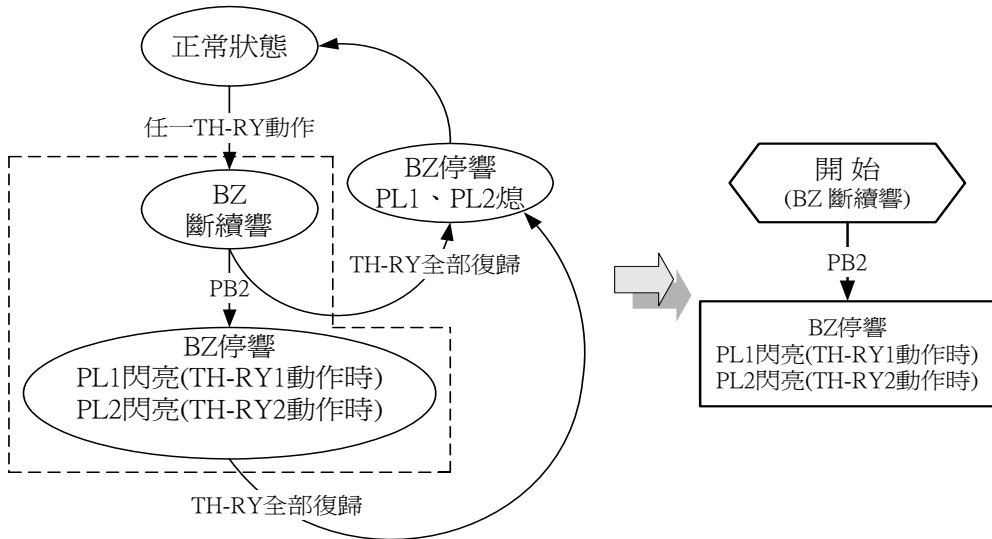 正常狀態
任一TH-RY動作
BZ
斷續響
BZ停響
PL1、PL2熄
TH-RY全部復歸
PB2
BZ停響
PL1閃亮(TH-RY1動作時)
PL2閃亮(TH-RY2動作時)
TH-RY全部復歸
開 始
(BZ 斷續響)
PB2
BZ停響
PL1閃亮(TH-RY1動作時)
PL2閃亮(TH-RY2動作時)